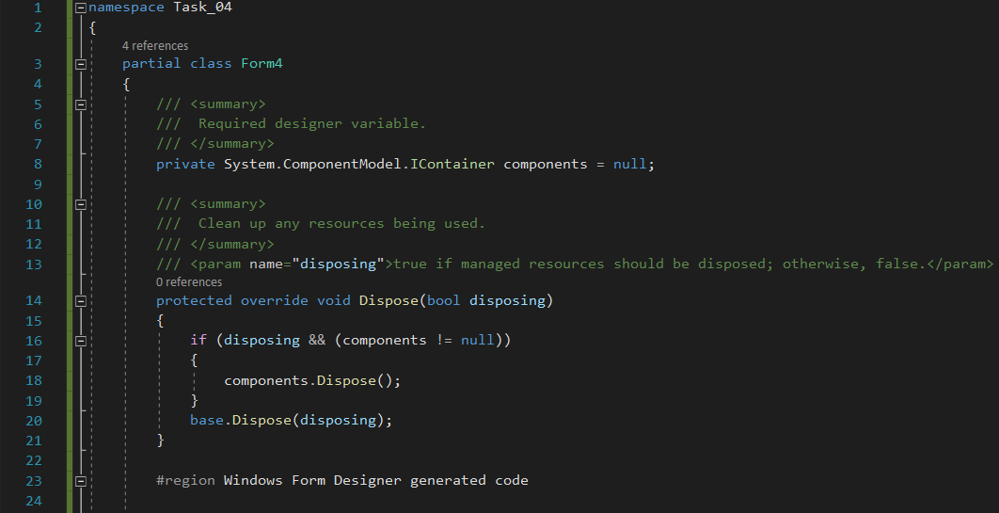 1 namespace Task_04
2 {
4 references
3 partial class Form4
4 {
5 /// <summary>
6 ///  Required designer variable.
7 /// </summary>
8 private System.ComponentModel.IContainer components = null;
9
10 /// <summary>
11 ///  Clean up any resources being used.
12 /// </summary>
13 /// <param name="disposing">true if managed resources should be disposed; otherwise, false.</param>
0 references
14 protected override void Dispose(bool disposing)
15 {
16 if (disposing && (components != null))
17 {
18 components.Dispose();
19 }
20 base.Dispose(disposing);
21 }
22
23 #region Windows Form Designer generated code
24